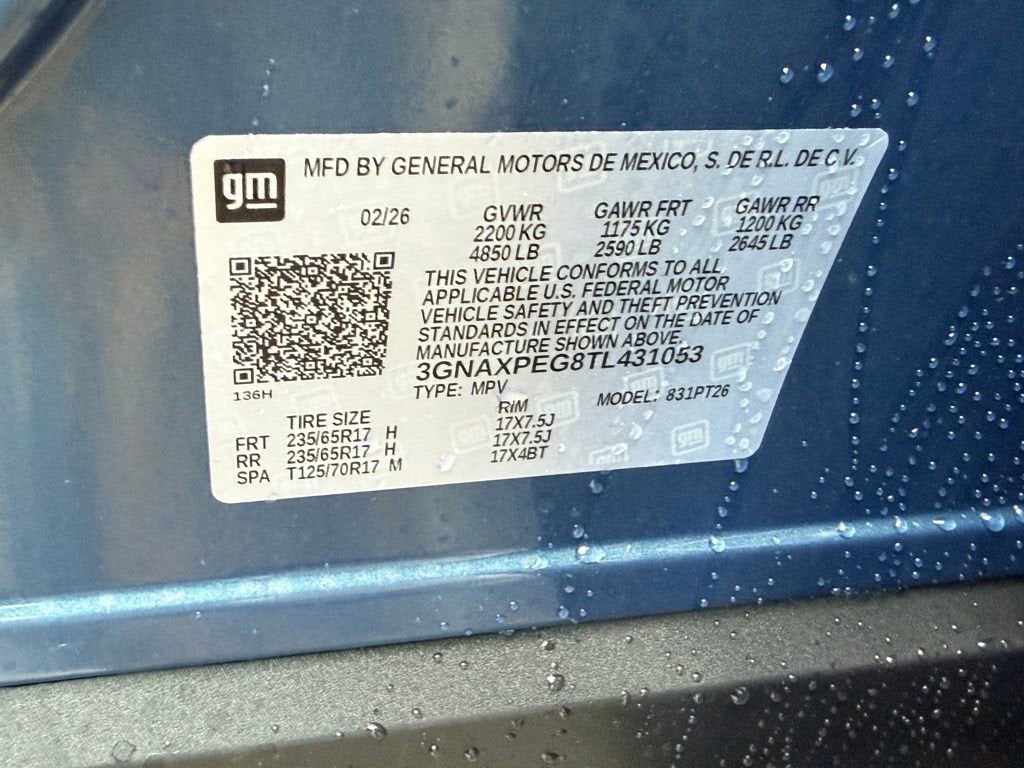 gm
MFD BY GENERAL MOTORS DE MEXICO, S. DE R.L. DE C.V.
02/26
GVWR GAWR FRT GAWR RR
2200 KG 1175 KG 1200 KG
4850 LB 2590 LB 2645 LB
THIS VEHICLE CONFORMS TO ALL
APPLICABLE U.S. FEDERAL MOTOR
VEHICLE SAFETY AND THEFT PREVENTION
STANDARDS IN EFFECT ON THE DATE OF
MANUFACTURE SHOWN ABOVE.
3GNAXPEG8TL431053
136H
TYPE: MPV MODEL: 831PT26
TIRE SIZE RIM
FRT 235/65R17 H 17X7.5J
RR 235/65R17 H 17X7.5J
SPA T125/70R17 M 17X4BT